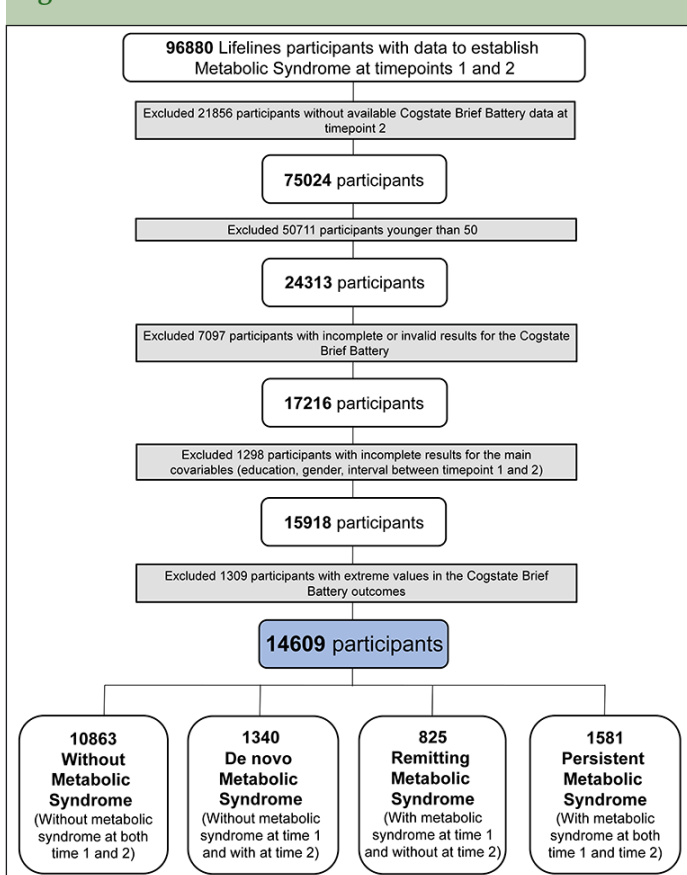 96880 Lifelines participants with data to establish
Metabolic Syndrome at timepoints 1 and 2
Excluded 21856 participants without available Cogstate Brief Battery data at
timepoint 2
75024 participants
Excluded 50711 participants younger than 50
24313 participants
Excluded 7097 participants with incomplete or invalid results for the Cogstate
Brief Battery
17216 participants
Excluded 1298 participants with incomplete results for the main
covariables (education, gender, interval between timepoint 1 and 2)
15918 participants
Excluded 1309 participants with extreme values in the Cogstate Brief
Battery outcomes
14609 participants
10863
Without
Metabolic
Syndrome
(Without metabolic
syndrome at both
time 1 and 2)
1340
De novo
Metabolic
Syndrome
(Without metabolic
syndrome at time 1
and with at time 2)
825
Remitting
Metabolic
Syndrome
(With metabolic
syndrome at time 1
and without at time 2)
1581
Persistent
Metabolic
Syndrome
(With metabolic
syndrome at both
time 1 and time 2)